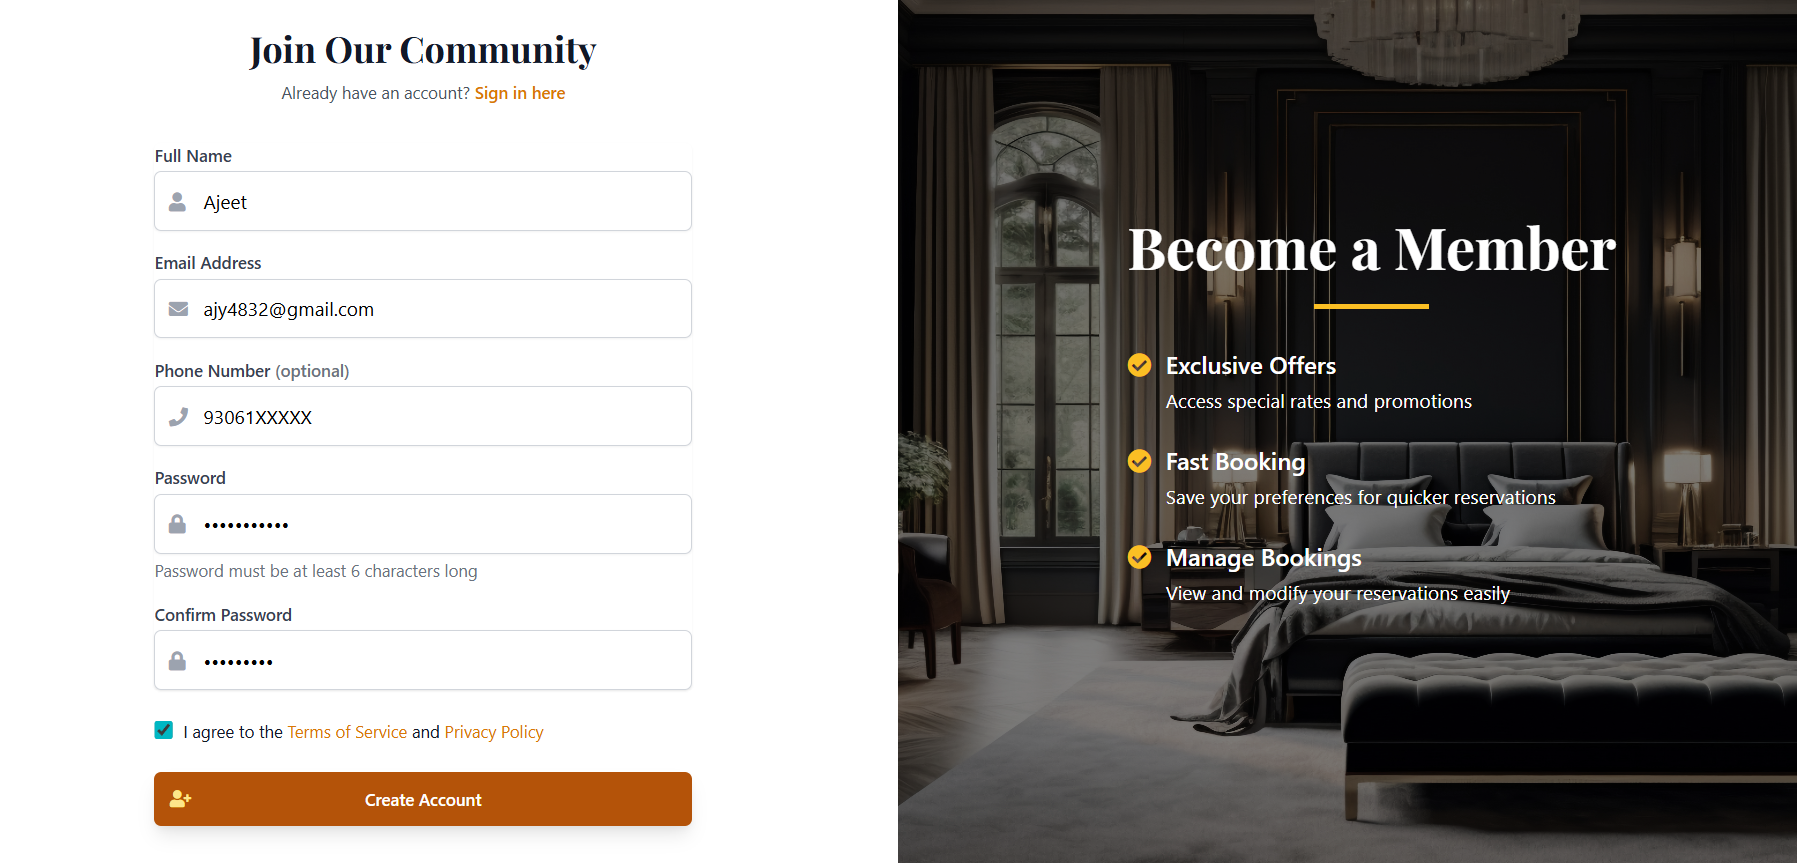 Join Our Community
Already have an account? Sign in here
Full Name
Ajeet
Email Address
ajy4832@gmail.com
Phone Number (optional)
93061XXXXX
Password
•••••••••••
Password must be at least 6 characters long
Confirm Password
•••••••••
I agree to the Terms of Service and Privacy Policy
Create Account
Become a Member
Exclusive Offers
Access special rates and promotions
Fast Booking
Save your preferences for quicker reservations
Manage Bookings
View and modify your reservations easily